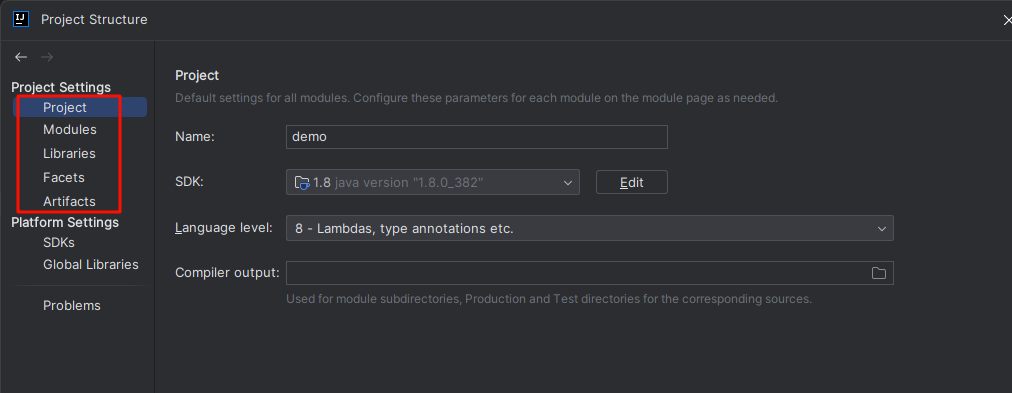 IJ
Project Structure
Project Settings
Project
Modules
Libraries
Facets
Artifacts
Platform Settings
SDKs
Global Libraries
Problems
Project
Default settings for all modules. Configure these parameters for each module on the module page as needed.
Name: demo
SDK: 1.8 java version "1.8.0_382" Edit
Language level: 8 - Lambdas, type annotations etc.
Compiler output:
Used for module subdirectories, Production and Test directories for the corresponding sources.